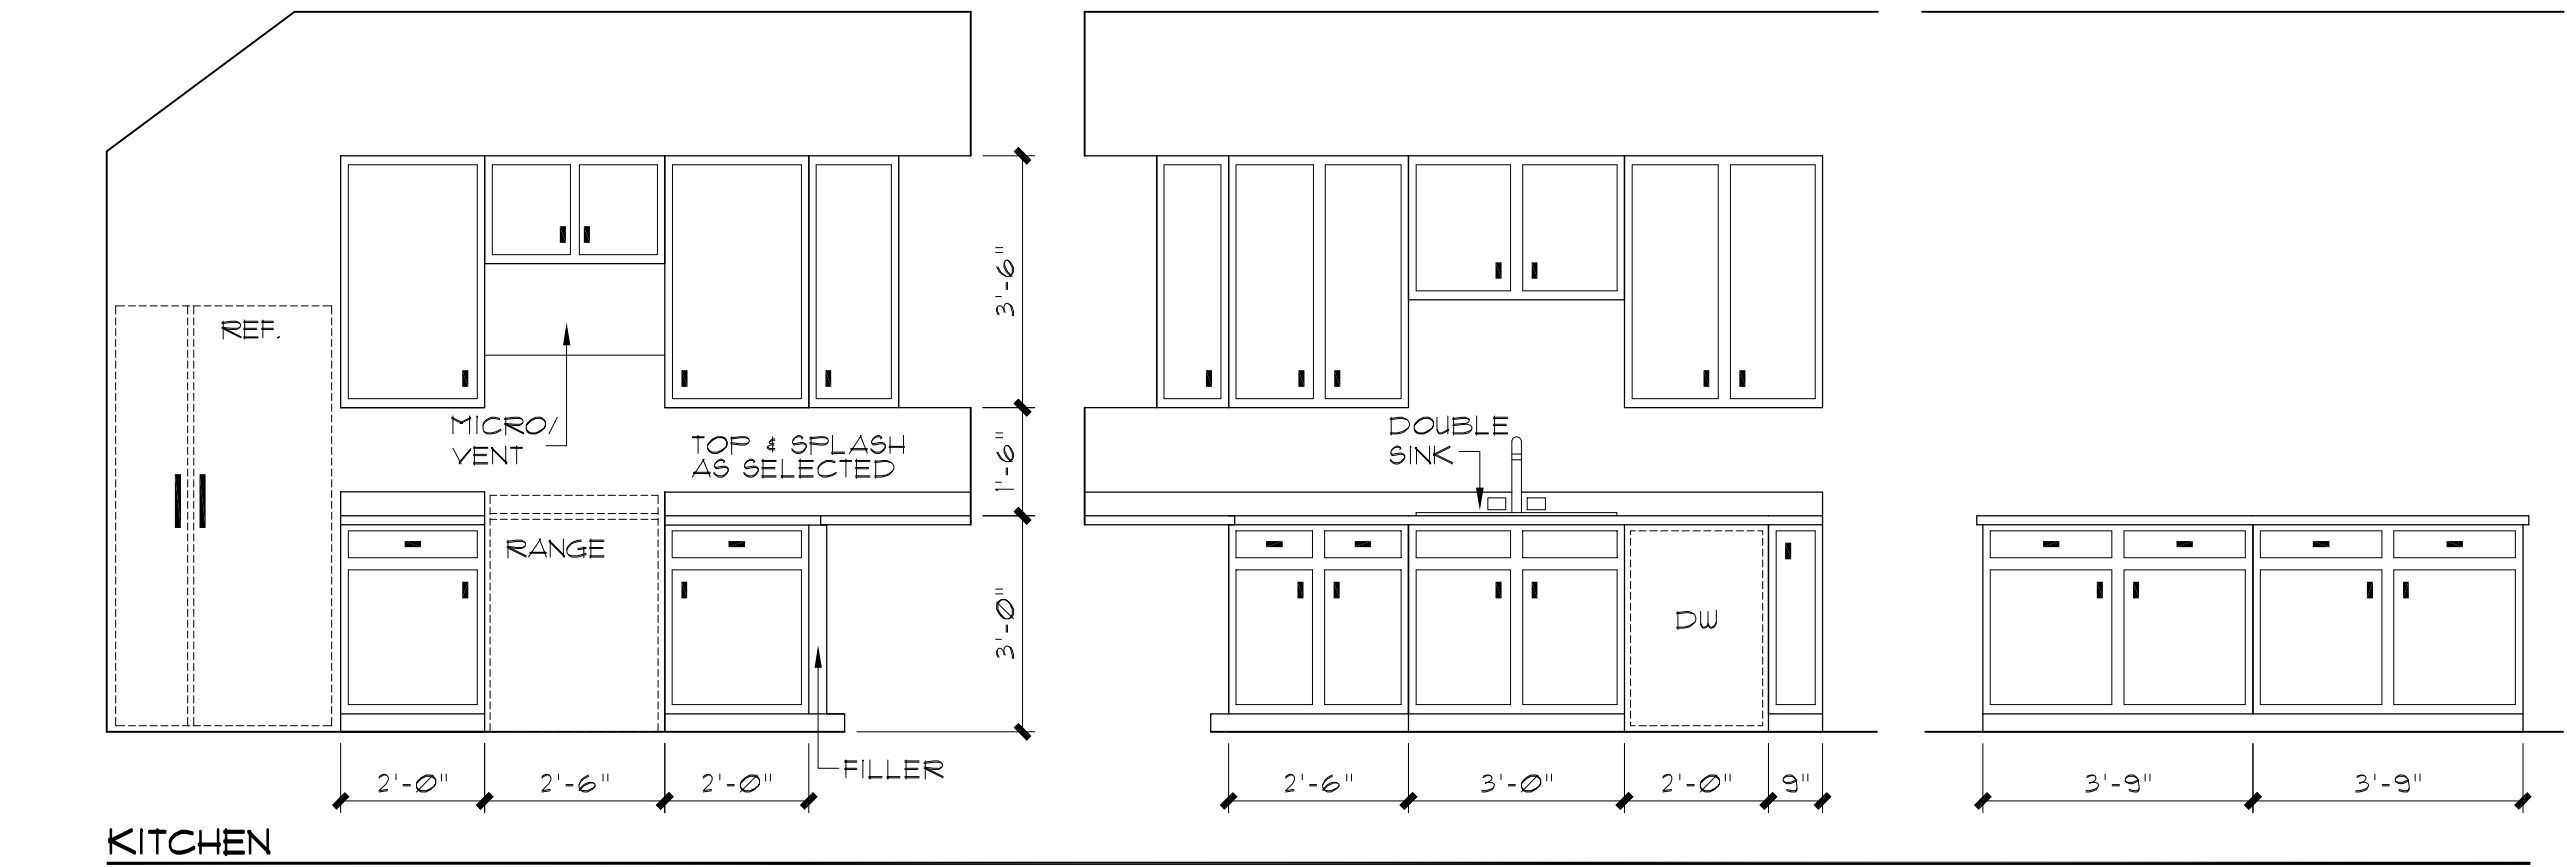 REF.
3'-6"
MICRO/
VENT
TOP & SPLASH
AS SELECTED
1'-6"
RANGE
3'-0"
FILLER
2'-0"
2'-6"
2'-0"
DOUBLE
SINK
DW
2'-6"
3'-0"
2'-0"
9"
3'-9"
3'-9"
KITCHEN